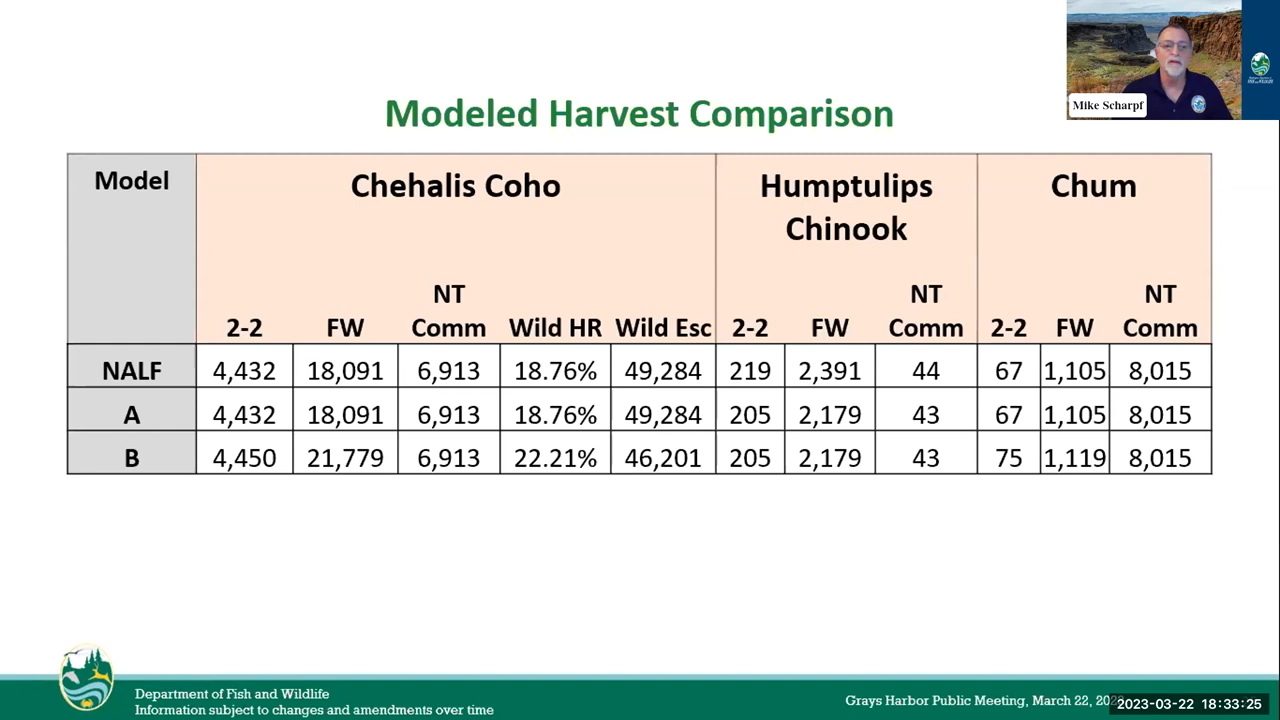 Mike Scharpf
Modeled Harvest Comparison
Model Chehalis Coho Humptulips Chinook Chum
2-2 FW NT Comm Wild HR Wild Esc 2-2 FW NT Comm 2-2 FW NT Comm
NALF 4,432 18,091 6,913 18.76% 49,284 219 2,391 44 67 1,105 8,015
A 4,432 18,091 6,913 18.76% 49,284 205 2,179 43 67 1,105 8,015
B 4,450 21,779 6,913 22.21% 46,201 205 2,179 43 75 1,119 8,015
Department of Fish and Wildlife
Information subject to changes and amendments over time
Grays Harbor Public Meeting, March 22,
2023-03-22 18:33:25